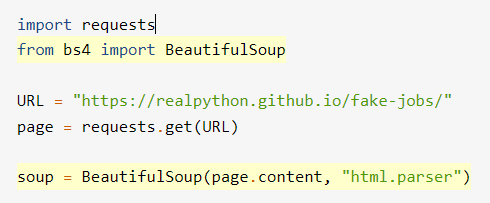 import requests
from bs4 import BeautifulSoup
URL = "https://realpython.github.io/fake-jobs/"
page = requests.get(URL)
soup = BeautifulSoup(page.content, "html.parser")